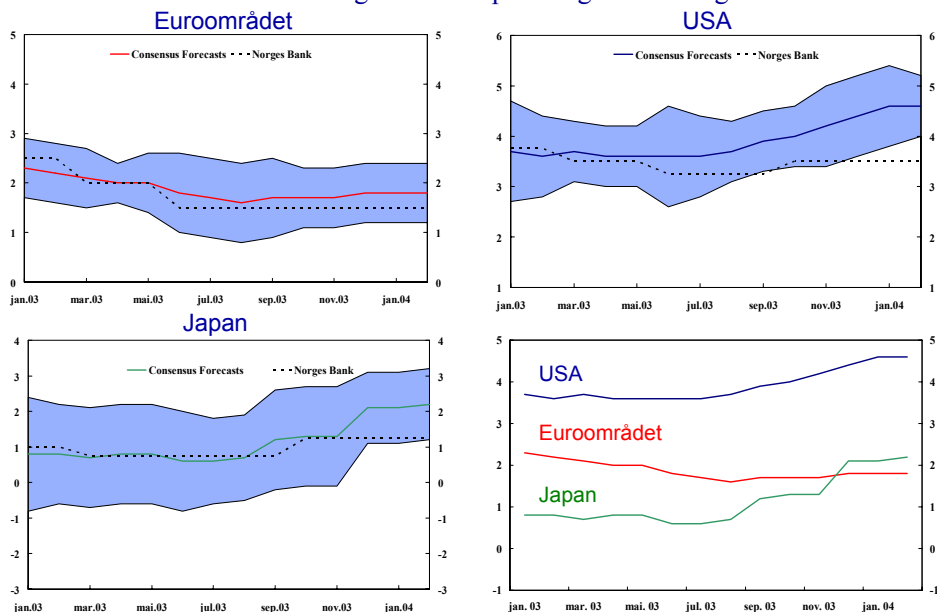 Euroområdet
5 5
Consensus Forecasts Norges Bank
4 4
3 3
2 2
1 1
0 0
jan.03 mar.03 mai.03 jul.03 sep.03 nov.03 jan.04
USA
6 6
Consensus Forecasts Norges Bank
5 5
4 4
3 3
2 2
1 1
jan.03 mar.03 mai.03 jul.03 sep.03 nov.03 jan.04
Japan
4 4
Consensus Forecasts Norges Bank
3 3
2 2
1 1
0 0
-1 -1
-2 -2
-3 -3
jan.03 mar.03 mai.03 jul.03 sep.03 nov.03 jan.04
5 5
USA
4 4
3 3
Euroområdet
2 2
Japan
1 1
0 0
-1 -1
jan. 03 mar. 03 mai. 03 jul. 03 sep. 03 nov. 03 jan. 04